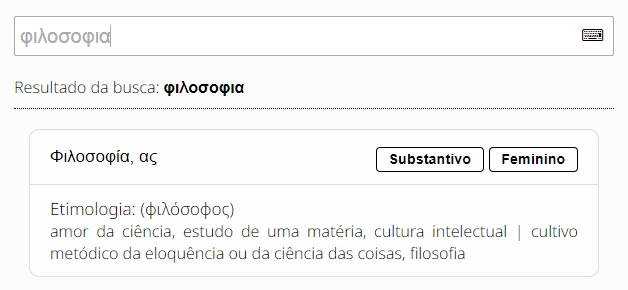 φιλοσοφια
Resultado da busca: φιλοσοφια
Φιλοσοφία, ας
Substantivo Feminino
Etimologia: (φιλόσοφος)
amor da ciência, estudo de uma matéria, cultura intelectual | cultivo
metódico da eloquência ou da ciência das coisas, filosofia